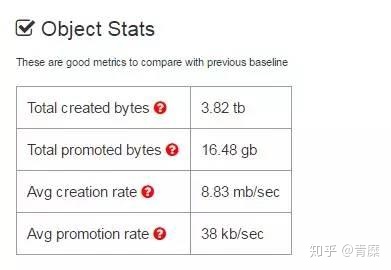 Object Stats
These are good metrics to compare with previous baseline
Total created bytes ? 3.82 tb
Total promoted bytes ? 16.48 gb
Avg creation rate ? 8.83 mb/sec
Avg promotion rate ? 38 kb/sec
知乎 @青糜